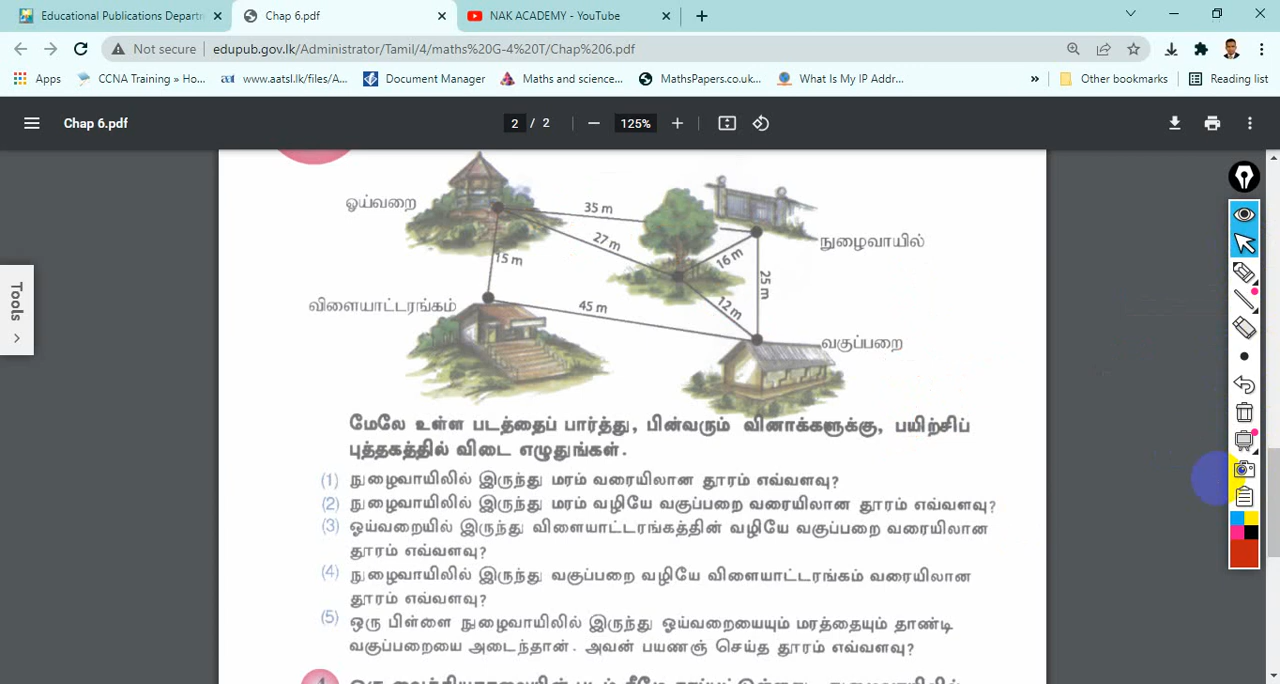 Educational Publications Departm
Chap 6.pdf
NAK ACADEMY - YouTube
Not secure
edupub.gov.lk/Administrator/Tamil/4/maths%20G-4%20T/Chap%206.pdf
Apps
CCNA Training » Ho...
www.aatsl.lk/files/A...
Document Manager
Maths and science...
MathsPapers.co.uk...
What Is My IP Addr...
»
Other bookmarks
Reading list
Chap 6.pdf
2 / 2
125%
Tools
ஓய்வறை
35 m
நுழைவாயில்
27 m
16 m
15 m
25 m
விளையாட்டரங்கம்
45 m
12 m
வகுப்பறை
மேலே உள்ள படத்தைப் பார்த்து, பின்வரும் வினாக்களுக்கு, பயிற்சிப்
புத்தகத்தில் விடை எழுதுங்கள்.
(1) நுழைவாயிலில் இருந்து மரம் வரையிலான தூரம் எவ்வளவு?
(2) நுழைவாயிலில் இருந்து மரம் வழியே வகுப்பறை வரையிலான தூரம் எவ்வளவு?
(3) ஓய்வறையில் இருந்து விளையாட்டரங்கத்தின் வழியே வகுப்பறை வரையிலான
தூரம் எவ்வளவு?
(4) நுழைவாயிலில் இருந்து வகுப்பறை வழியே விளையாட்டரங்கம் வரையிலான
தூரம் எவ்வளவு?
(5) ஒரு பிள்ளை நுழைவாயிலில் இருந்து ஓய்வறையையும் மரத்தையும் தாண்டி
வகுப்பறையை அடைந்தான். அவன் பயணஞ் செய்த தூரம் எவ்வளவு?